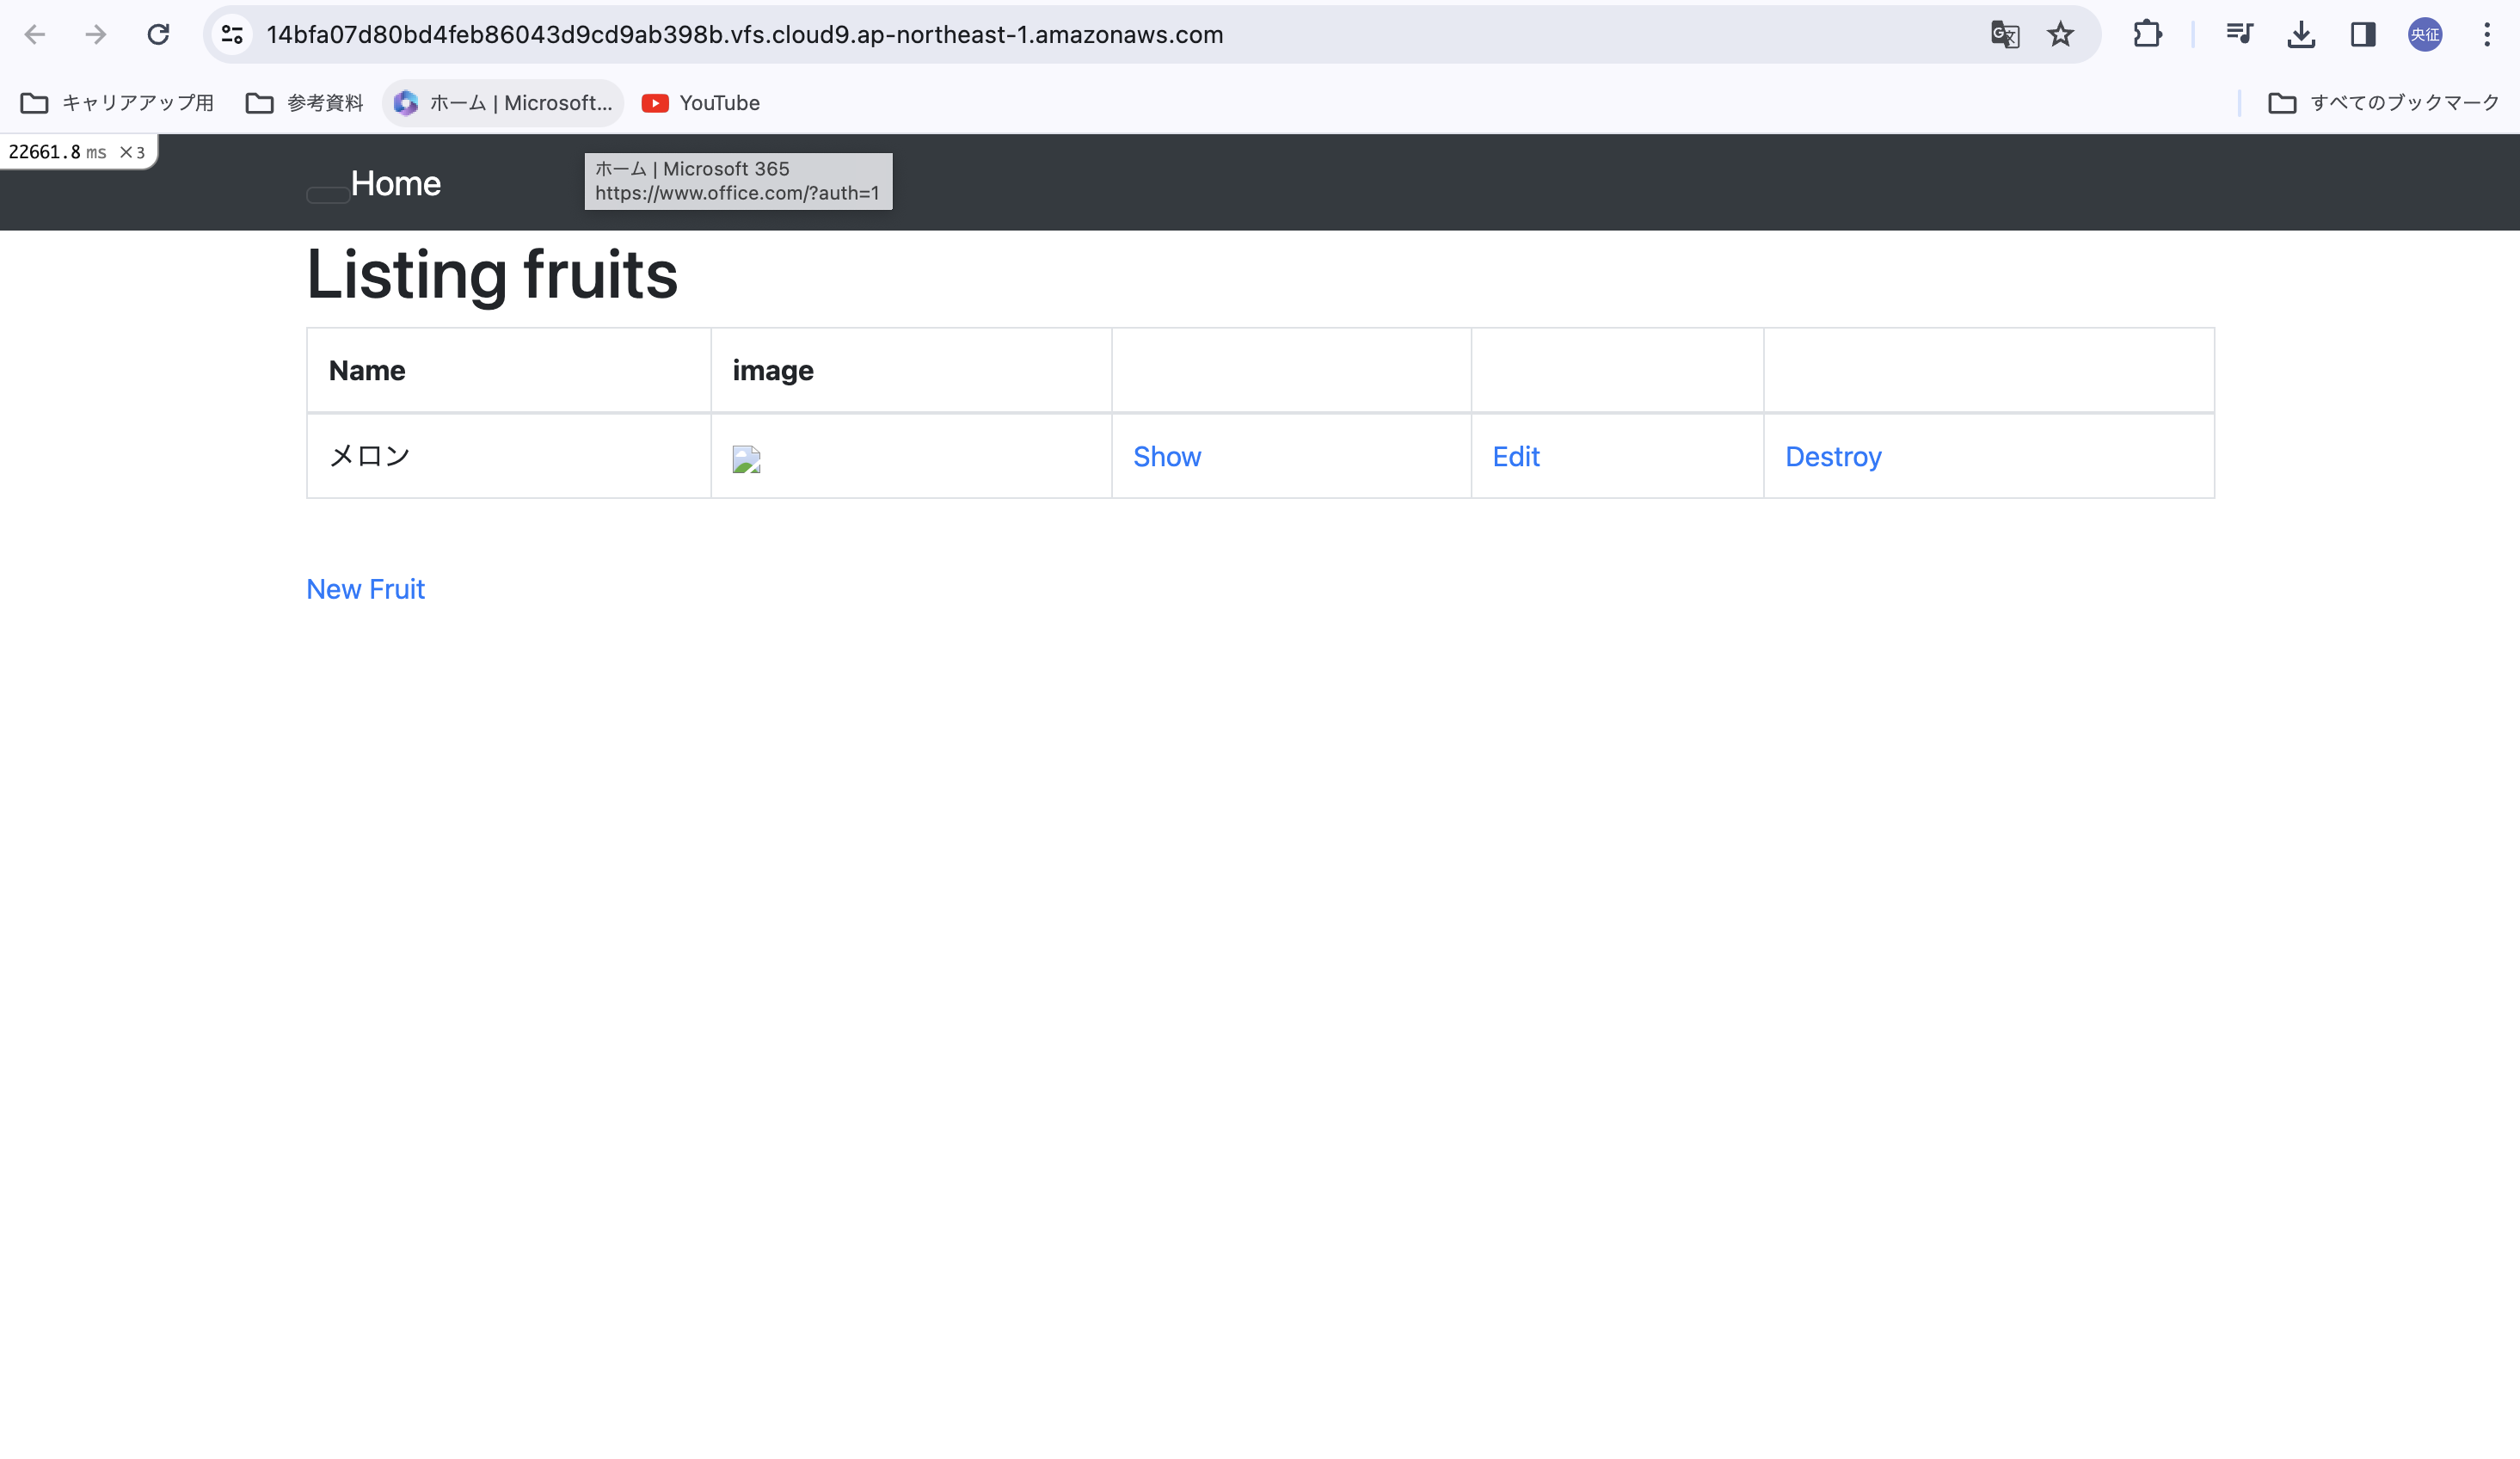 14bfa07d80bd4feb86043d9cd9ab398b.vfs.cloud9.ap-northeast-1.amazonaws.com
央征
キャリアアップ用 参考資料 ホーム | Microsoft... YouTube すべてのブックマーク
22661.8 ms ×3
Home
ホーム | Microsoft 365
https://www.office.com/?auth=1
Listing fruits
Name image
メロン Show Edit Destroy
New Fruit